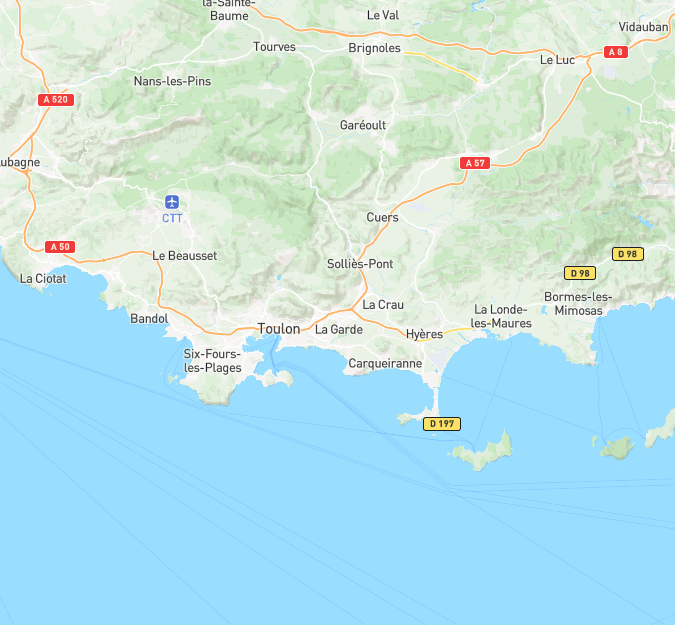 la-Sainte-
Baume
Le Val
Vidauban
Tourves
Brignoles
A 8
Le Luc
Nans-les-Pins
A 520
Garéoult
ubagne
A 57
CTT
Cuers
A 50
Le Beausset
D 98
Solliès-Pont
D 98
La Ciotat
La Crau
Bormes-les-
Mimosas
La Londe-
les-Maures
Bandol
Toulon
La Garde
Hyères
Six-Fours-
les-Plages
Carqueiranne
D 197